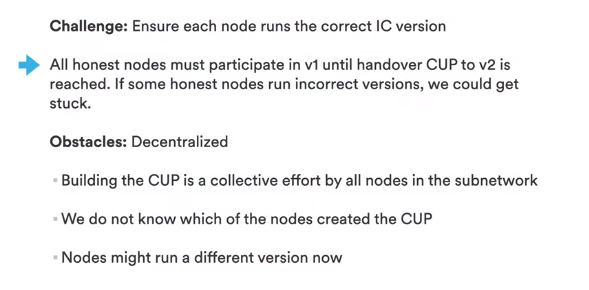 Challenge: Ensure each node runs the correct IC version
All honest nodes must participate in v1 until handover CUP to v2 is
reached. If some honest nodes run incorrect versions, we could get
stuck.
Obstacles: Decentralized
Building the CUP is a collective effort by all nodes in the subnetwork
We do not know which of the nodes created the CUP
Nodes might run a different version now